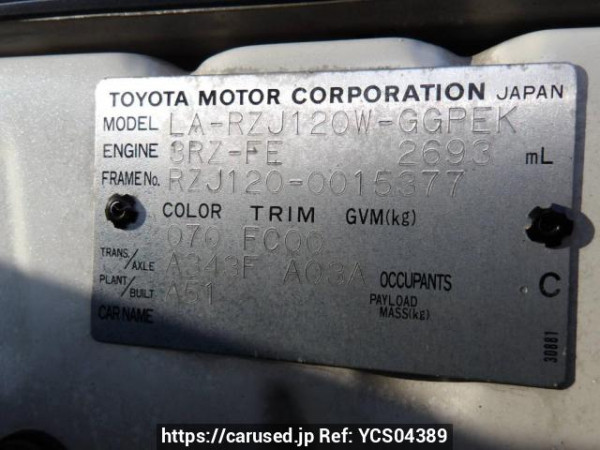 TOYOTA MOTOR CORPORATION JAPAN
MODEL LA-RZJ120W-GGPEK
ENGINE 3RZ-FE 2693 mL
FRAME No. RZJ120-0015377
COLOR TRIM GVM(kg)
070 FC00
TRANS./AXLE A343F A03A OCCUPANTS C
PLANT/BUILT A51 PAYLOAD MASS(kg)
CAR NAME
30881
https://carused.jp Ref: YCS04389